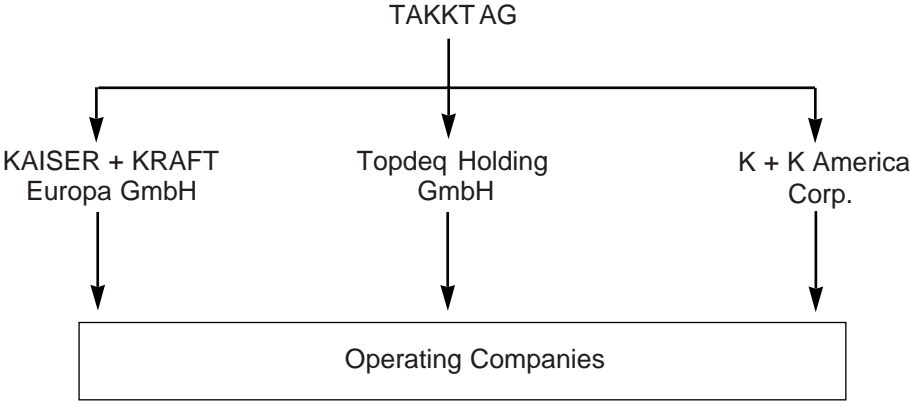 TAKKT AG
KAISER + KRAFT
Europa GmbH
Topdeq Holding
GmbH
K + K America
Corp.
Operating Companies